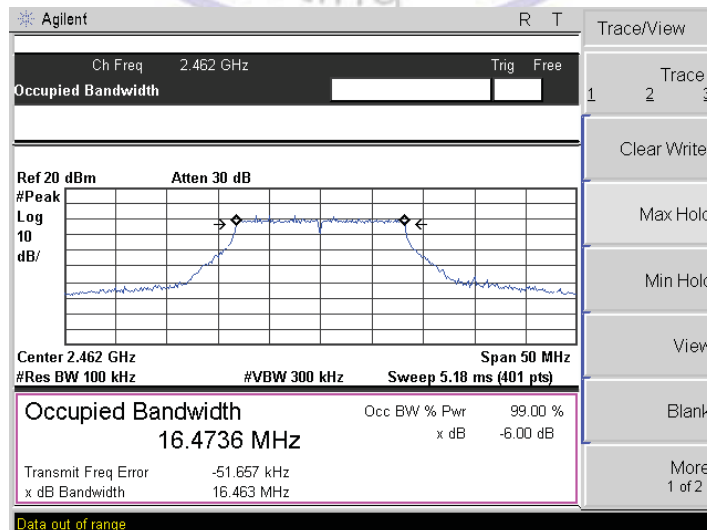 Agilent R T Trace/View
Ch Freq 2.462 GHz Trig Free
Occupied Bandwidth
Trace
1 2 3
Clear Write
Ref 20 dBm Atten 30 dB
#Peak
Log
10
dB/
Max Hold
Min Hold
Center 2.462 GHz Span 50 MHz
#Res BW 100 kHz #VBW 300 kHz Sweep 5.18 ms (401 pts)
View
Occupied Bandwidth Occ BW % Pwr 99.00 %
16.4736 MHz x dB -6.00 dB
Blank
Transmit Freq Error -51.657 kHz
x dB Bandwidth 16.463 MHz
More
1 of 2
Data out of range